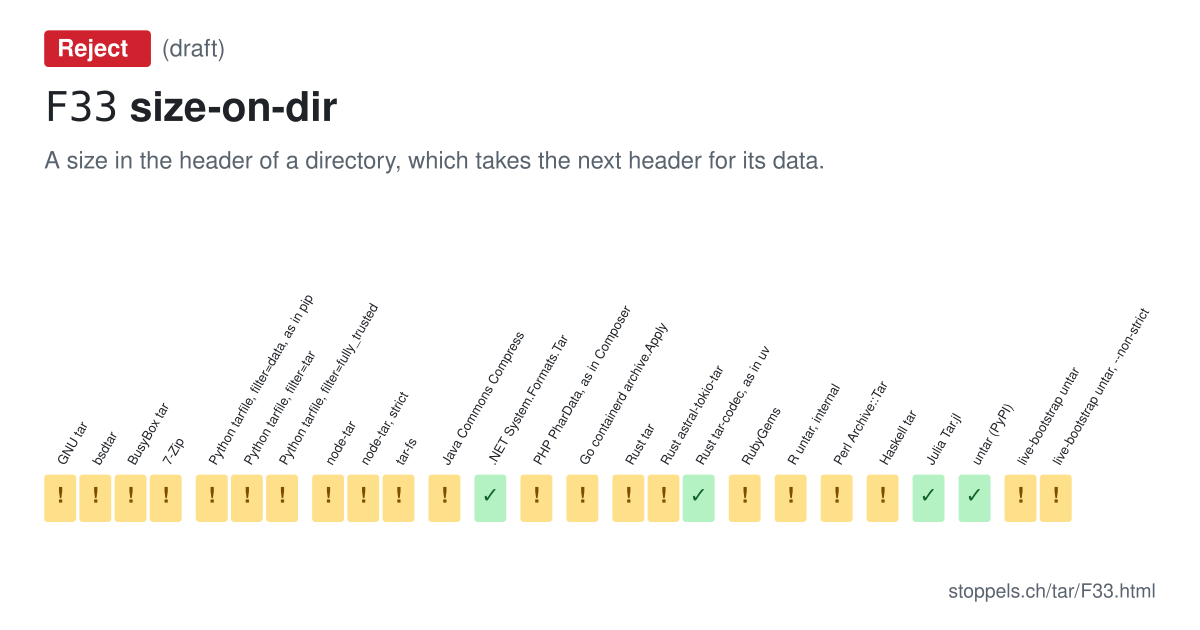 Reject (draft)
F33 size-on-dir
A size in the header of a directory, which takes the next header for its data.
GNU tar
bsdtar
BusyBox tar
7-Zip
Python tarfile, filter=data, as in pip
Python tarfile, filter=tar
Python tarfile, filter=fully_trusted
node-tar
node-tar, strict
tar-fs
Java Commons Compress
.NET System.Formats.Tar
PHP PharData, as in Composer
Go containerd archive.Apply
Rust tar
Rust astral-tokio-tar
Rust tar-codec, as in uv
RubyGems
R untar, internal
Perl Archive::Tar
Haskell tar
Julia Tar.jl
untar (PyPI)
live-bootstrap untar
live-bootstrap untar, --non-strict
! ! ! ! ! ! ! ! ! ! ! ✓ ! ! ! ! ✓ ! ! ! ! ✓ ✓ ! !
stoppels.ch/tar/F33.html